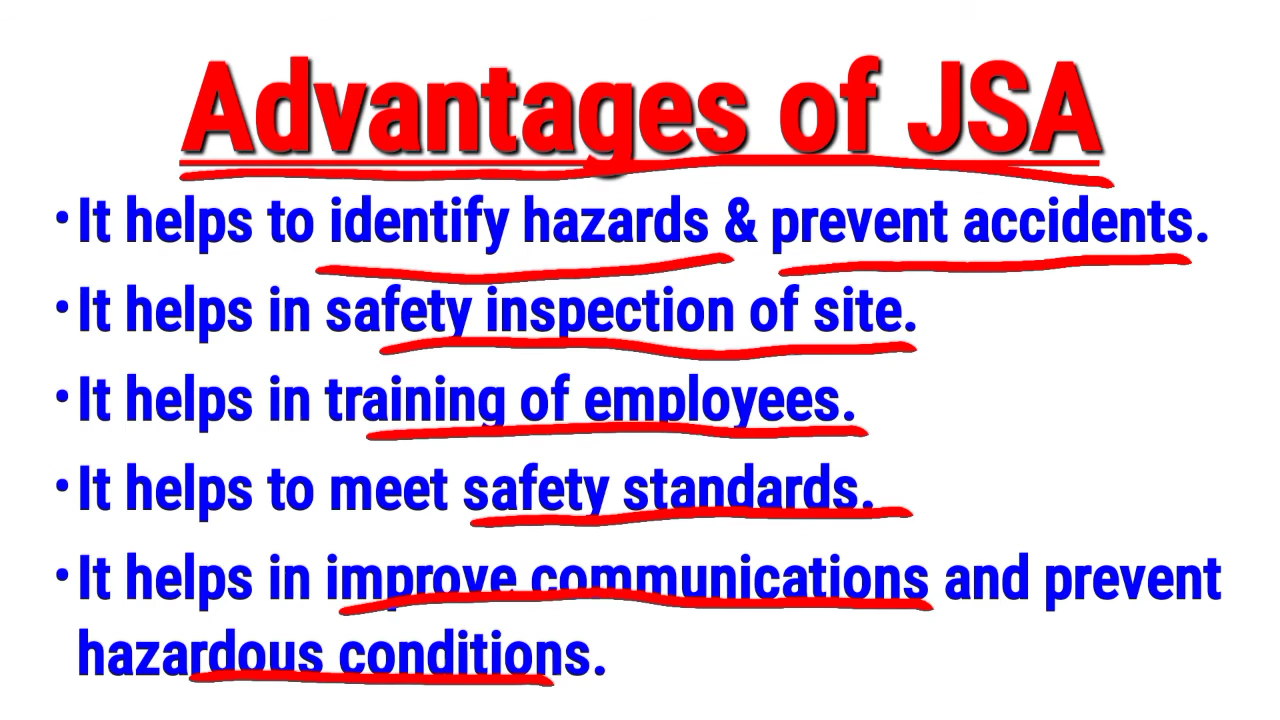 Advantages of JSA
•It helps to identify hazards & prevent accidents.
•It helps in safety inspection of site.
•It helps in training of employees.
•It helps to meet safety standards.
•It helps in improve communications and prevent
hazardous conditions.